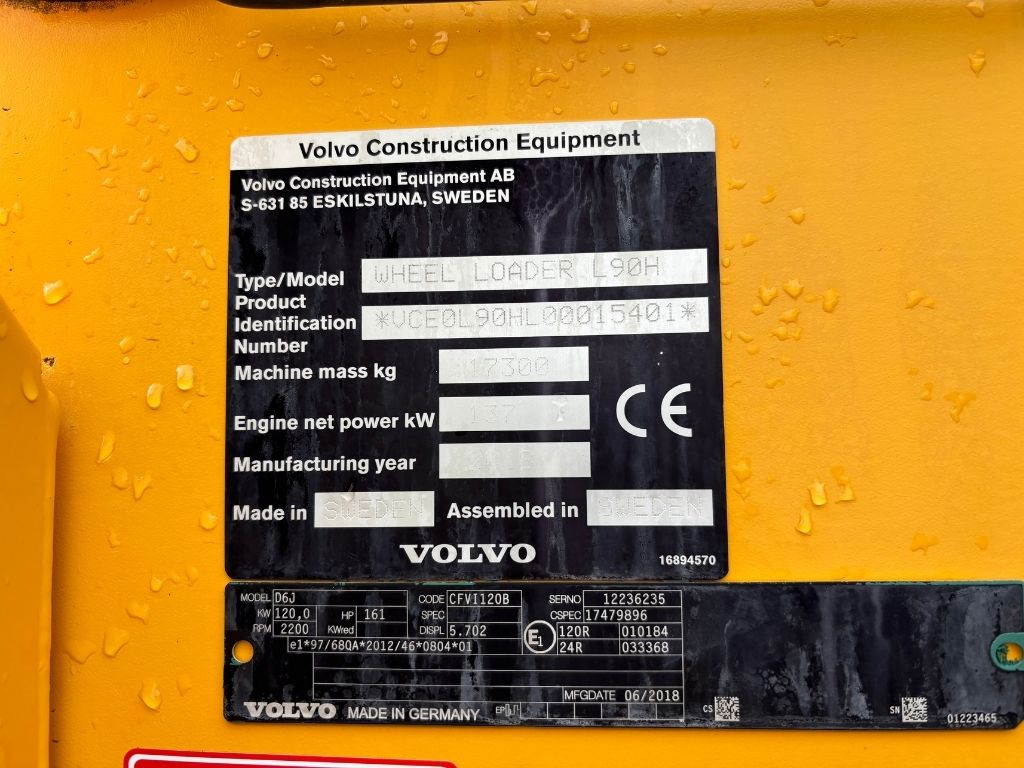 Volvo Construction Equipment
Volvo Construction Equipment AB
S-631 85 ESKILSTUNA, SWEDEN
Type/Model WHEEL LOADER L90H
Product
Identification *VCE0L90HL00015401*
Number
Machine mass kg 17300
Engine net power kW 137
Manufacturing year
Made in SWEDEN Assembled in SWEDEN
VOLVO 16894570
CE
MODEL D6J CODE CFVI120B SERNO 12236235
KW 120,0 HP 161 SPEC CSPEC 17479896
RPM 2200 KWred DISPL 5.702 E1 120R 010184
e1*97/68QA*2012/46*0804*01 24R 033368
MFGDATE 06/2018
VOLVO MADE IN GERMANY EP CS SN 01223465